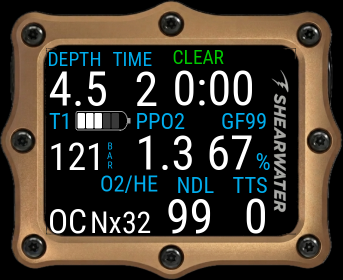 DEPTH TIME CLEAR
4.5 2 0:00
T1 PPO2 GF99
121 BAR 1.3 67%
O2/HE NDL TTS
OC Nx32 99 0
SHEARWATER